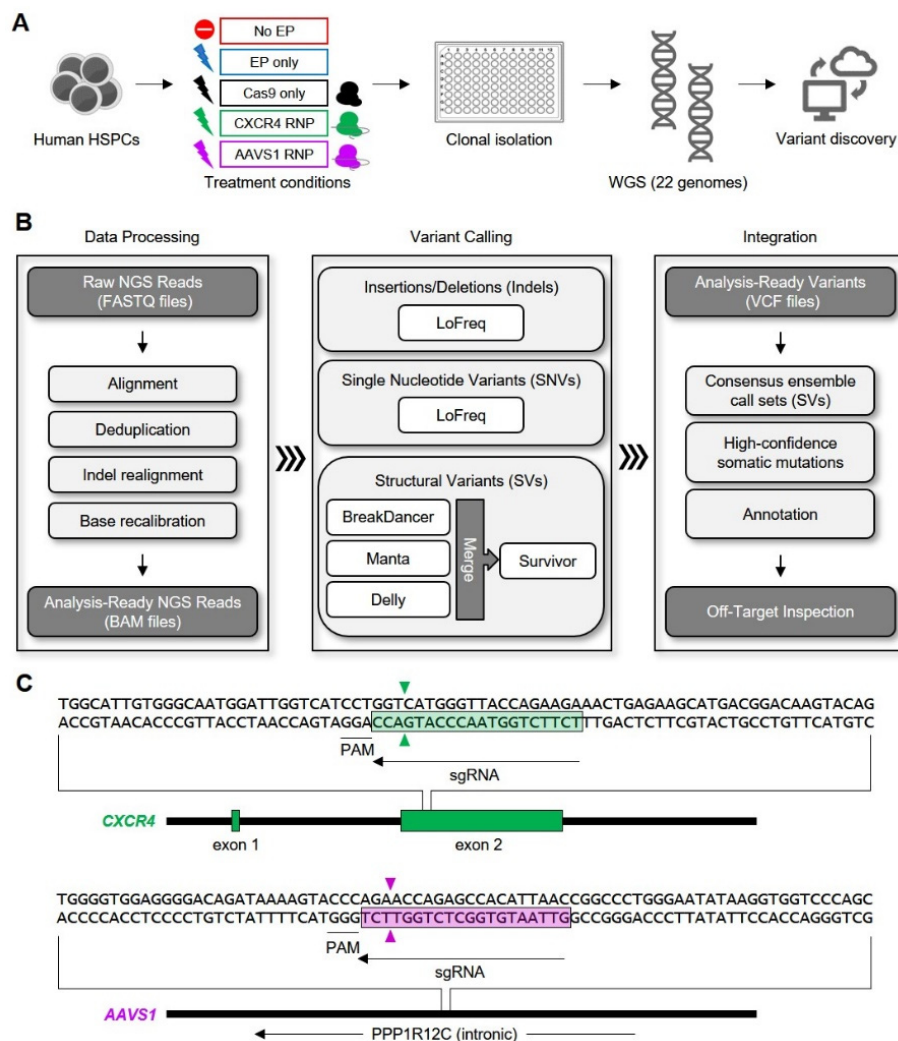 A
No EP
EP only
Cas9 only
CXCR4 RNP
AAVS1 RNP
Human HSPCs
Treatment conditions
Clonal isolation
WGS (22 genomes)
Variant discovery
B
Data Processing
Raw NGS Reads
(FASTQ files)
Alignment
Deduplication
Indel realignment
Base recalibration
Analysis-Ready NGS Reads
(BAM files)
Variant Calling
Insertions/Deletions (Indels)
LoFreq
Single Nucleotide Variants (SNVs)
LoFreq
Structural Variants (SVs)
BreakDancer
Manta
Delly
Merge
Survivor
Integration
Analysis-Ready Variants
(VCF files)
Consensus ensemble
call sets (SVs)
High-confidence
somatic mutations
Annotation
Off-Target Inspection
C
TGGCATTGTGGGCAATGGATTGGTCATCCTGGTCATGGGTTACCAGAAGAAACTGAGAAGCATGACGGACAAGTACAG
ACCGTAACACCCGTTACCTAACCAGTAGGACCAGTACCCAATGGTCTTCTTTGACTCTTCGTACTGCCTGTTCATGTC
PAM
sgRNA
CXCR4
exon 1
exon 2
TGGGGTGGAGGGGACAGATAAAAGTACCCAGAACCAGAGCCACATTAACCGGCCCTGGGAATATAAGGTGGTCCCAGC
ACCCCACCTCCCCTGTCTATTTTCATGGGTCTTGGTCTCGGTGTAATTGGCCGGGACCCTTATATTCCACCAGGGTCG
PAM
sgRNA
AAVS1
PPP1R12C (intronic)